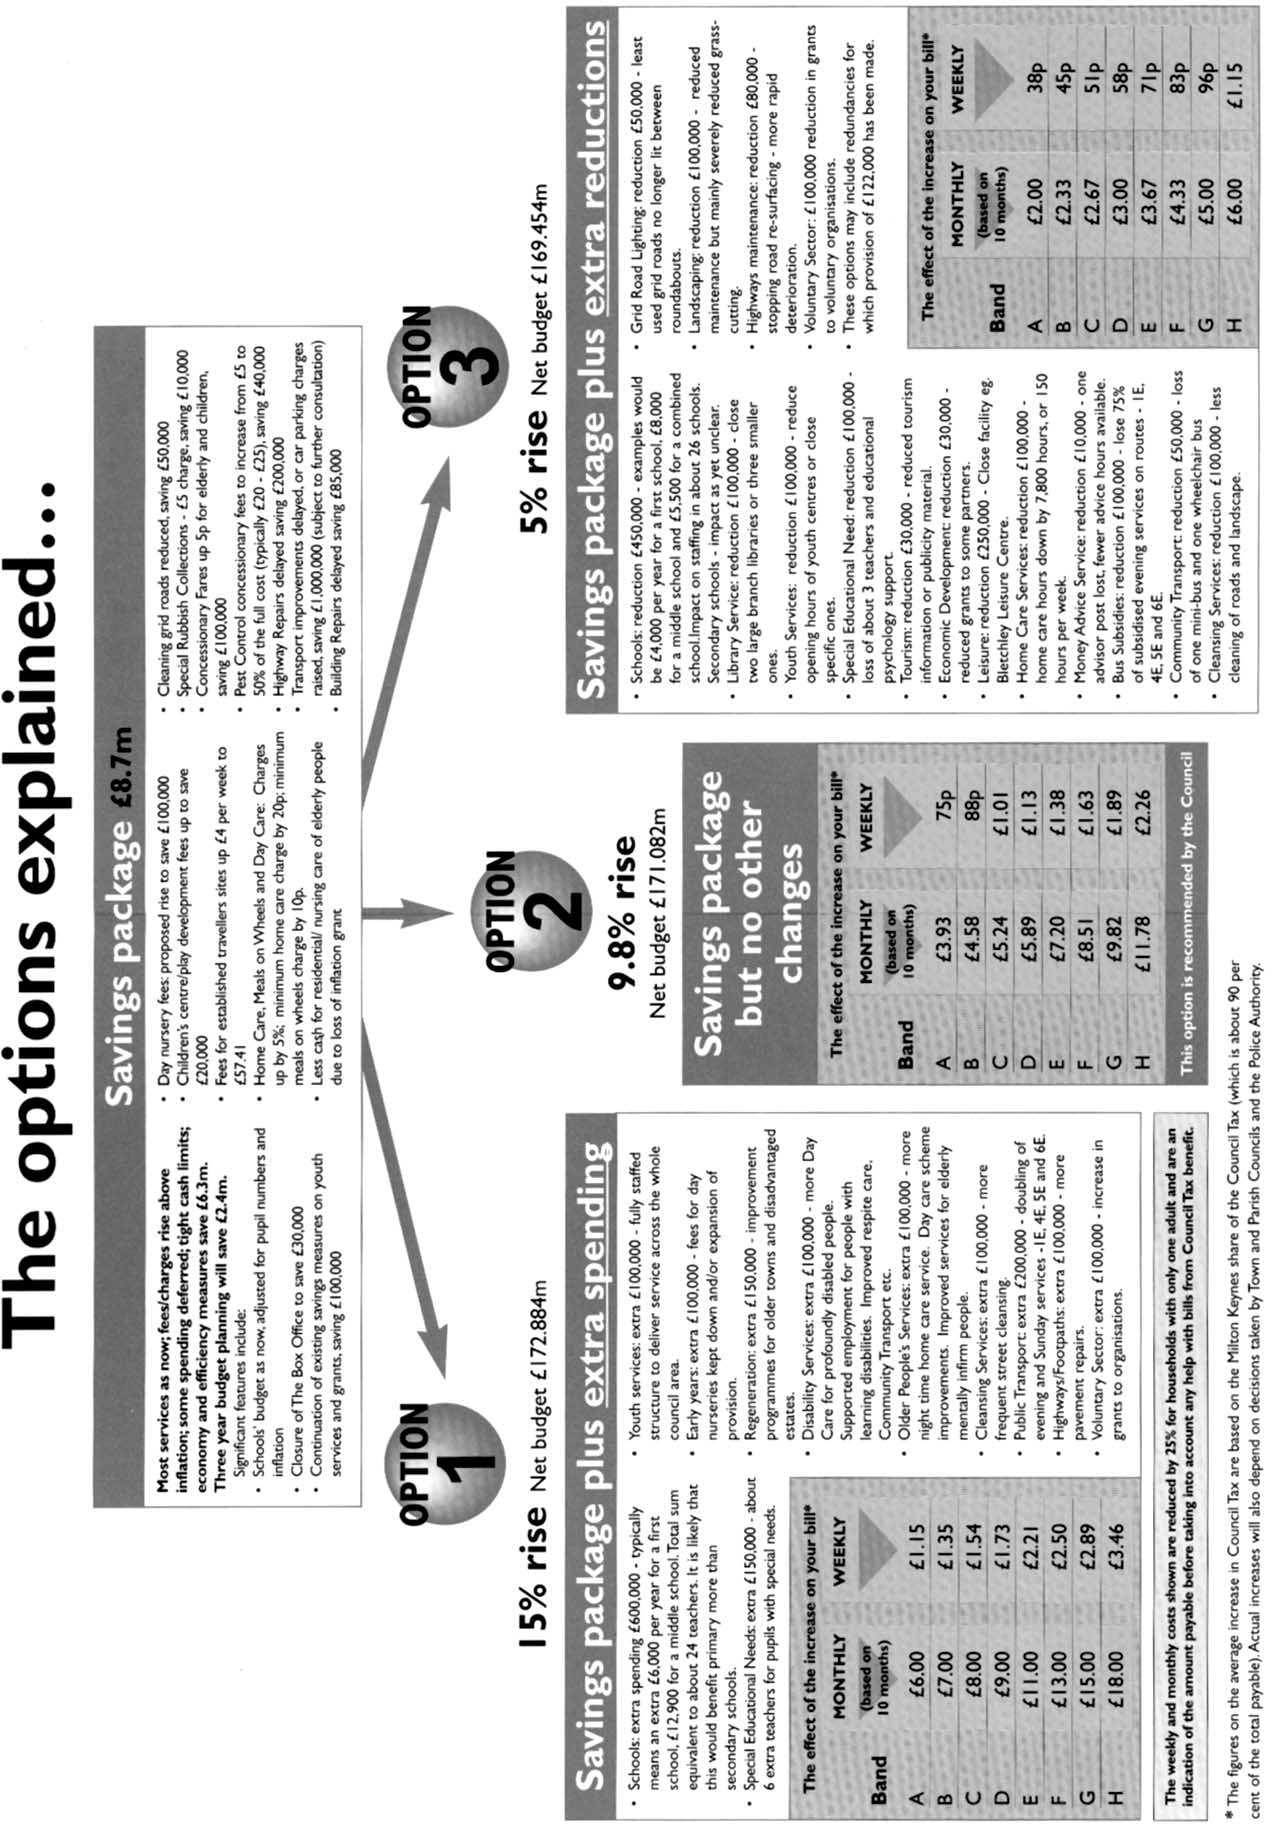 The options explained...
Savings package £8.7m
Most services as now; fees/charges rise above
inflation; some spending deferred; tight cash limits;
economy and efficiency measures save £6.3m.
Three year budget planning will save £2.4m.
Significant features include:
• Schools' budget as now, adjusted for pupil numbers and
inflation
• Closure of The Box Office to save £30,000
• Continuation of existing savings measures on youth
services and grants, saving £100,000
• Day nursery fees: proposed rise to save £100,000
• Children's centre/play development fees up to save
£20,000
• Fees for established travellers sites up £4 per week to
£57.41
• Home Care, Meals on Wheels and Day Care: Charges
up by 5%; minimum home care charge by 20p; minimum
meals on wheels charge by 10p.
• Less cash for residential/ nursing care of elderly people
due to loss of inflation grant
• Cleaning grid roads reduced, saving £50,000
• Special Rubbish Collections - £5 charge, saving £10,000
• Concessionary Fares up 5p for elderly and children,
saving £100,000
• Pest Control concessionary fees to increase from £5 to
50% of the full cost (typically £20 - £25), saving £40,000
• Highway Repairs delayed saving £200,000
• Transport improvements delayed, or car parking charges
raised, saving £1,000,000 (subject to further consultation)
• Building Repairs delayed saving £85,000
OPTION
1
15% rise Net budget £172.884m
Savings package plus extra spending
• Schools: extra spending £600,000 - typically
means an extra £6,000 per year for a first
school, £12,900 for a middle school. Total sum
equivalent to about 24 teachers. It is likely that
this would benefit primary more than
secondary schools.
• Special Educational Needs: extra £150,000 - about
6 extra teachers for pupils with special needs.
• Youth services: extra £100,000 - fully staffed
structure to deliver service across the whole
council area.
• Early years: extra £100,000 - fees for day
nurseries kept down and/or expansion of
provision.
• Regeneration: extra £150,000 - improvement
programmes for older towns and disadvantaged
estates.
• Disability Services: extra £100,000 - more Day
Care for profoundly disabled people.
Supported employment for people with
learning disabilities. Improved respite care,
Community Transport etc.
• Older People's Services: extra £100,000 - more
night time home care service. Day care scheme
improvements. Improved services for elderly
mentally infirm people.
• Cleansing Services: extra £100,000 - more
frequent street cleansing.
• Public Transport: extra £200,000 - doubling of
evening and Sunday services -1E, 4E, 5E and 6E.
• Highways/Footpaths: extra £100,000 - more
pavement repairs.
• Voluntary Sector: extra £100,000 - increase in
grants to organisations.
The effect of the increase on your bill*
Band MONTHLY (based on 10 months) WEEKLY
A £6.00 £1.15
B £7.00 £1.35
C £8.00 £1.54
D £9.00 £1.73
E £11.00 £2.21
F £13.00 £2.50
G £15.00 £2.89
H £18.00 £3.46
OPTION
2
9.8% rise
Net budget £171.082m
Savings package
but no other
changes
The effect of the increase on your bill*
Band MONTHLY (based on 10 months) WEEKLY
A £3.93 75p
B £4.58 88p
C £5.24 £1.01
D £5.89 £1.13
E £7.20 £1.38
F £8.51 £1.63
G £9.82 £1.89
H £11.78 £2.26
This option is recommended by the Council
OPTION
3
5% rise Net budget £169.454m
Savings package plus extra reductions
• Schools: reduction £450,000 - examples would
be £4,000 per year for a first school, £8,000
for a middle school and £5,500 for a combined
school.Impact on staffing in about 26 schools.
Secondary schools - impact as yet unclear.
• Library Service: reduction £100,000 - close
two large branch libraries or three smaller
ones.
• Youth Services: reduction £100,000 - reduce
opening hours of youth centres or close
specific ones.
• Special Educational Need: reduction £100,000 -
loss of about 3 teachers and educational
psychology support.
• Tourism: reduction £30,000 - reduced tourism
information or publicity material.
• Economic Development: reduction £30,000 -
reduced grants to some partners.
• Leisure: reduction £250,000 - Close facility eg.
Bletchley Leisure Centre.
• Home Care Services: reduction £100,000 -
home care hours down by 7,800 hours, or 150
hours per week.
• Money Advice Service: reduction £10,000 - one
advisor post lost, fewer advice hours available.
• Bus Subsidies: reduction £100,000 - lose 75%
of subsidised evening services on routes - 1E,
4E, 5E and 6E.
• Community Transport: reduction £50,000 - loss
of one mini-bus and one wheelchair bus
• Cleansing Services: reduction £100,000 - less
cleaning of roads and landscape.
• Grid Road Lighting: reduction £50,000 - least
used grid roads no longer lit between
roundabouts.
• Landscaping: reduction £100,000 - reduced
maintenance but mainly severely reduced grass-
cutting.
• Highways maintenance: reduction £80,000 -
stopping road re-surfacing - more rapid
deterioration.
• Voluntary Sector: £100,000 reduction in grants
to voluntary organisations.
• These options may include redundancies for
which provision of £122,000 has been made.
The effect of the increase on your bill*
Band MONTHLY (based on 10 months) WEEKLY
A £2.00 38p
B £2.33 45p
C £2.67 51p
D £3.00 58p
E £3.67 71p
F £4.33 83p
G £5.00 96p
H £6.00 £1.15
The weekly and monthly costs shown are reduced by 25% for households with only one adult and are an
indication of the amount payable before taking into account any help with bills from Council Tax benefit.
* The figures on the average increase in Council Tax are based on the Milton Keynes share of the Council Tax (which is about 90 per
cent of the total payable). Actual increases will also depend on decisions taken by Town and Parish Councils and the Police Authority.